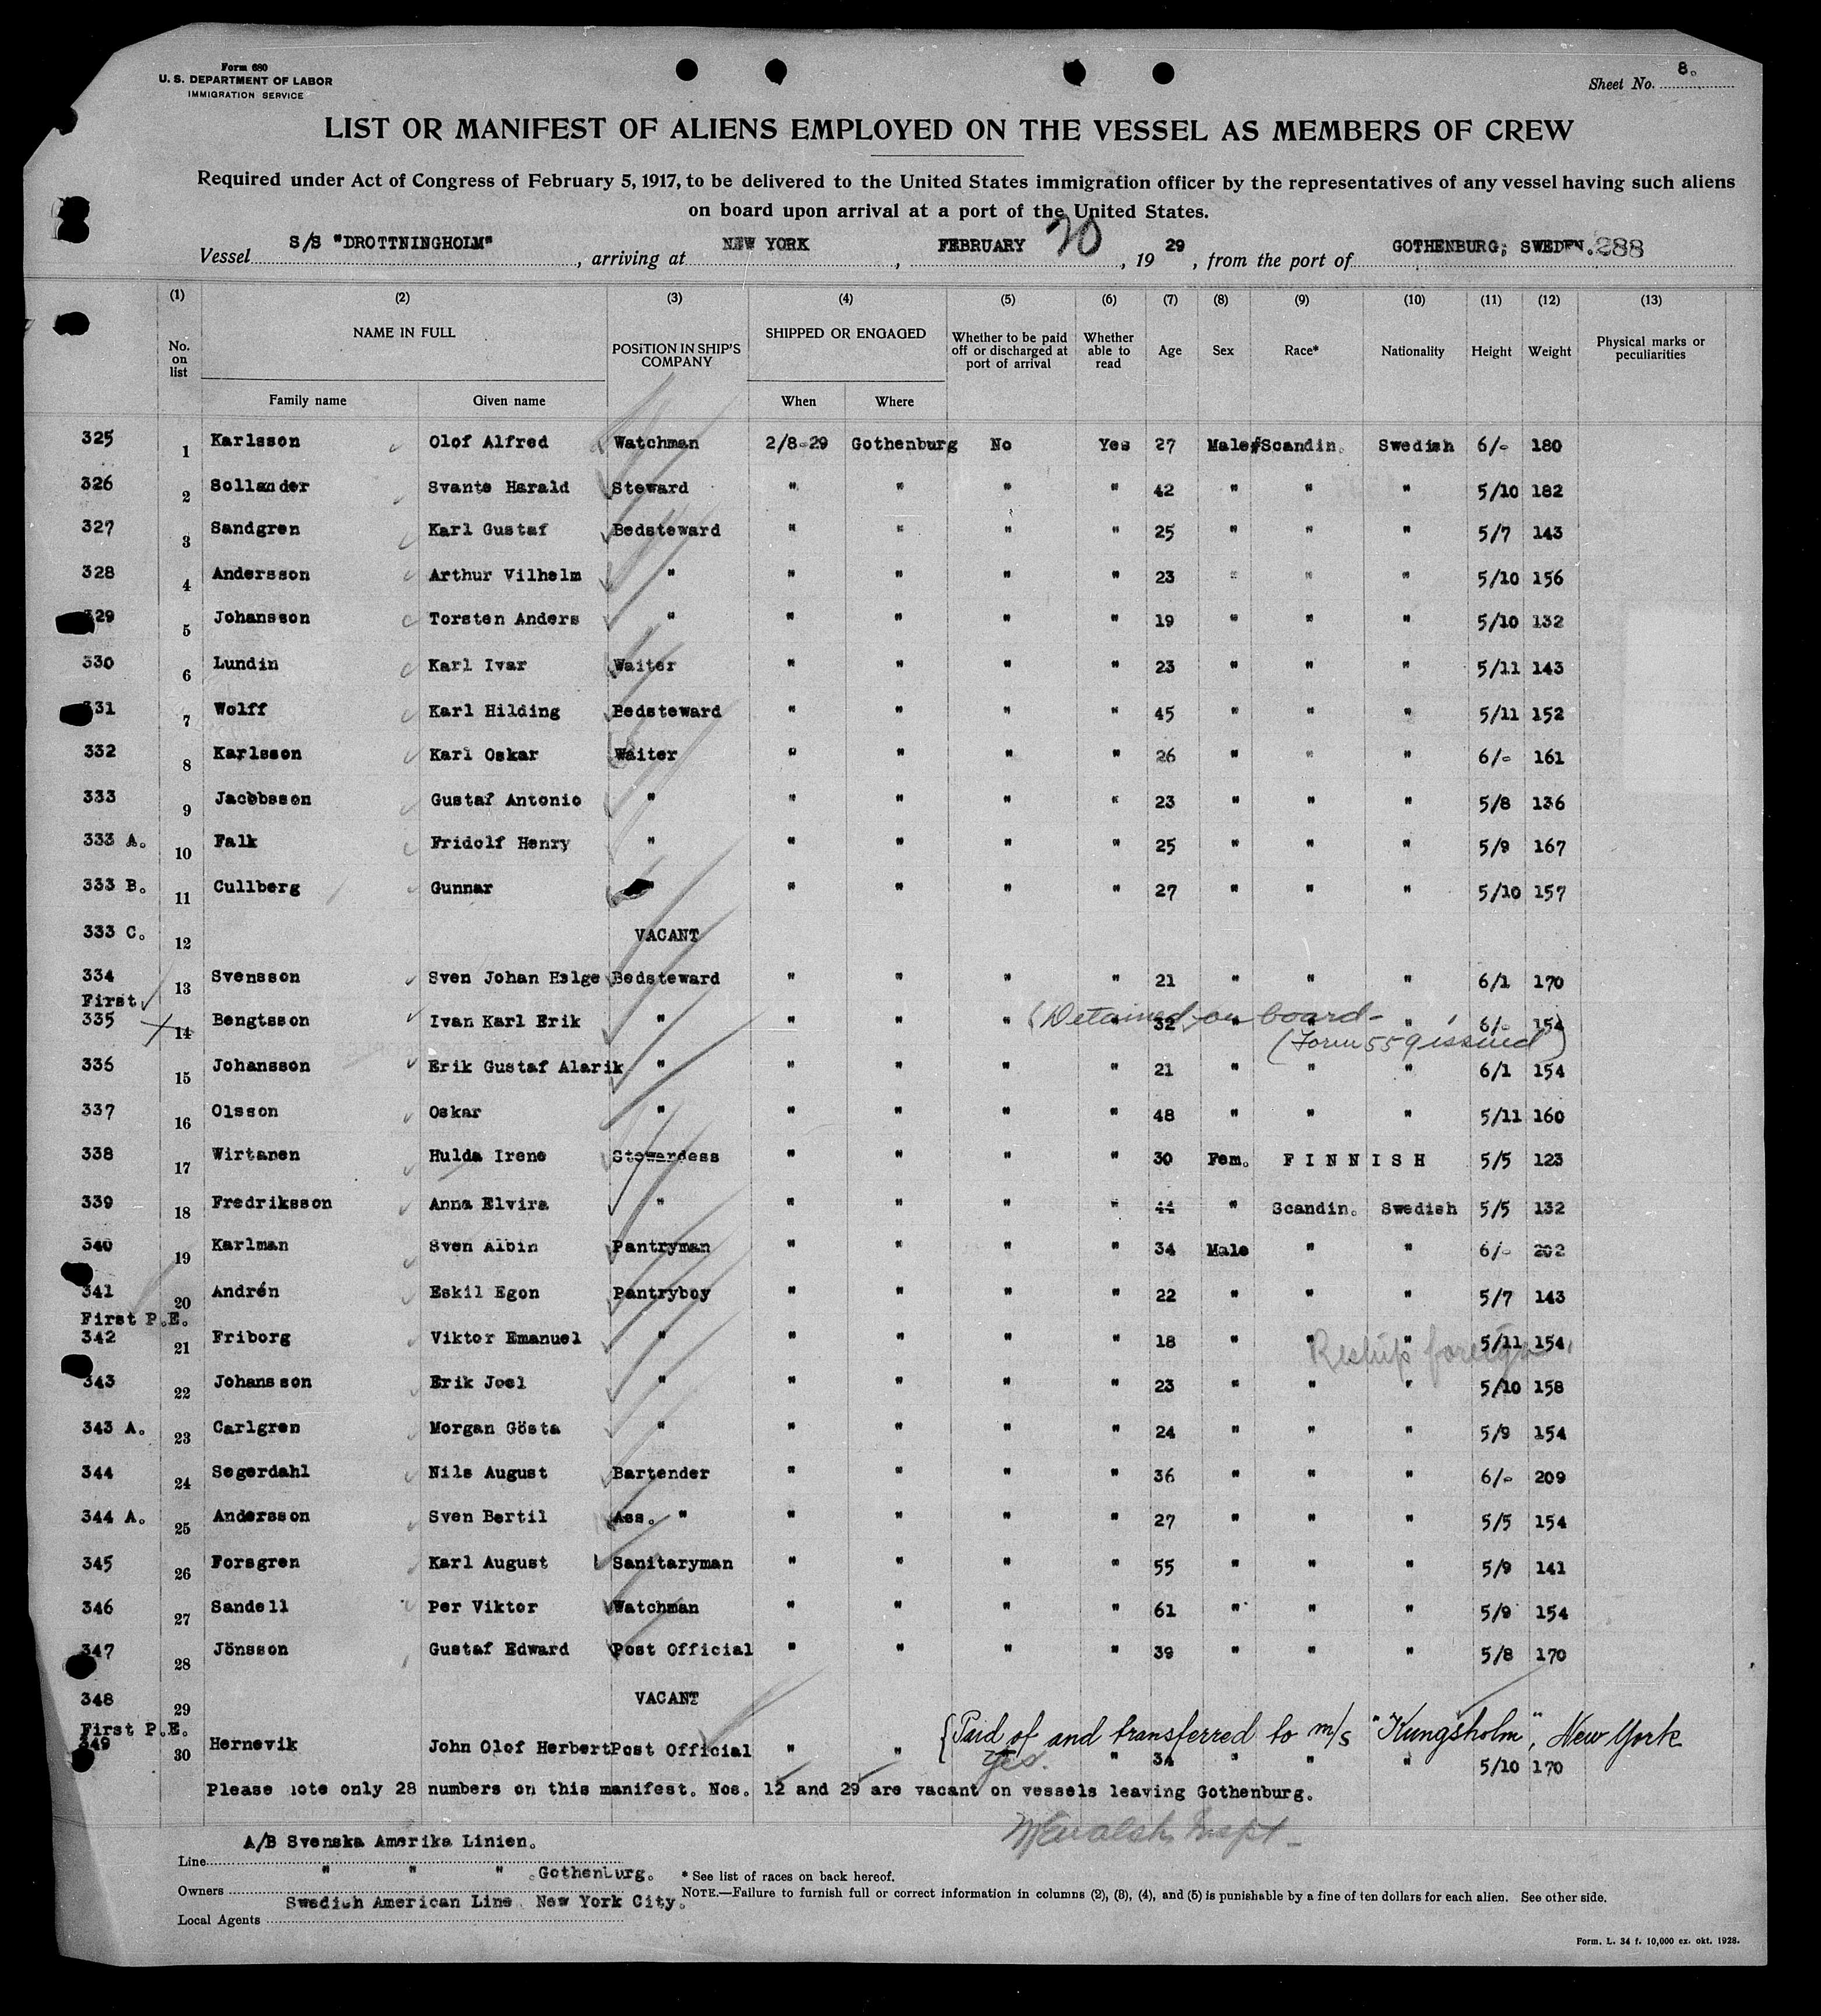 Form 680
U. S. DEPARTMENT OF LABOR
IMMIGRATION SERVICE
Sheet No. 8.
LIST OR MANIFEST OF ALIENS EMPLOYED ON THE VESSEL AS MEMBERS OF CREW
Required under Act of Congress of February 5, 1917, to be delivered to the United States immigration officer by the representatives of any vessel having such aliens
on board upon arrival at a port of the United States.
Vessel S/S "DROTTNINGHOLM", arriving at NEW YORK, FEBRUARY 20, 1929, from the port of GOTHENBURG, SWEDEN. 288
(1) (2) (3) (4) (5) (6) (7) (8) (9) (10) (11) (12) (13)
No. on list NAME IN FULL Family name Given name POSITION IN SHIP'S COMPANY SHIPPED OR ENGAGED When Where Whether to be paid off or discharged at port of arrival Whether able to read Age Sex Race* Nationality Height Weight Physical marks or peculiarities
325 1 Karlsson Olof Alfred Watchman 2/8-29 Gothenburg No Yes 27 Male Scandin. Swedish 6/- 180
326 2 Sollander Svante Harald Steward " " " " 42 " " " 5/10 182
327 3 Sandgren Karl Gustaf Bedsteward " " " " 25 " " " 5/7 143
328 4 Andersson Arthur Vilhelm " " " " " 23 " " " 5/10 156
329 5 Johansson Torsten Anders " " " " " 19 " " " 5/10 132
330 6 Lundin Karl Ivar Waiter " " " " 23 " " " 5/11 143
331 7 Wolff Karl Hilding Bedsteward " " " " 45 " " " 5/11 152
332 8 Karlsson Karl Oskar Waiter " " " " 26 " " " 6/- 161
333 9 Jacobsson Gustaf Antonio " " " " " 23 " " " 5/8 136
333 A. 10 Falk Fridolf Henry " " " " " 25 " " " 5/9 167
333 B. 11 Cullberg Gunnar " " " " 27 " " " 5/10 157
333 C. 12 VACANT
334 13 Svensson Sven Johan Helge Bedsteward " " " " 21 " " " 6/1 170
First
335 14 Bengtsson Ivan Karl Erik " " " " " 32 " " " 6/- 154
(Detained on board-
(Form 559 issued)
336 15 Johansson Erik Gustaf Alarik " " " " " 21 " " " 6/1 154
337 16 Olsson Oskar " " " " " 48 " " " 5/11 160
338 17 Wirtanen Hulda Irene Stewardess " " " " 30 Fem. FINNISH 5/5 123
339 18 Fredriksson Anna Elvira " " " " " 44 " Scandin. Swedish 5/5 132
340 19 Karlman Sven Albin Pantryman " " " " 34 Male " " 6/- 202
341 20 Andrén Eskil Egon Pantryboy " " " " 22 " " " 5/7 143
First P.E.
342 21 Friborg Viktor Emanuel " " " " " 18 " " " 5/11 154
Reship foreign
343 22 Johansson Erik Joel " " " " " 23 " " " 5/10 158
343 A. 23 Carlgren Morgan Gösta " " " " " 24 " " " 5/9 154
344 24 Segerdahl Nils August Bartender " " " " 36 " " " 6/- 209
344 A. 25 Andersson Sven Bertil Ass. " " " " " 27 " " " 5/5 154
345 26 Forsgren Karl August Sanitaryman " " " " 55 " " " 5/9 141
346 27 Sandell Per Viktor Watchman " " " " 61 " " " 5/9 154
347 28 Jönsson Gustaf Edward Post Official " " " " 39 " " " 5/8 170
348 29 VACANT
First P.E.
{Paid of and transferred to m/s "Kungsholm", New York
349 30 Hernevik John Olof Herbert Post Official " " Yes. " 34 " " " 5/10 170
Please note only 28 numbers on this manifest. Nos. 12 and 29 are vacant on vessels leaving Gothenburg.
Line A/B Svenska Amerika Linien.
Owners " " " Gothenburg.
Local Agents Swedish American Line New York City.
* See list of races on back hereof.
NOTE.—Failure to furnish full or correct information in columns (2), (3), (4), and (5) is punishable by a fine of ten dollars for each alien. See other side.
Form. L. 34 f. 10,000 ex. okt. 1928.